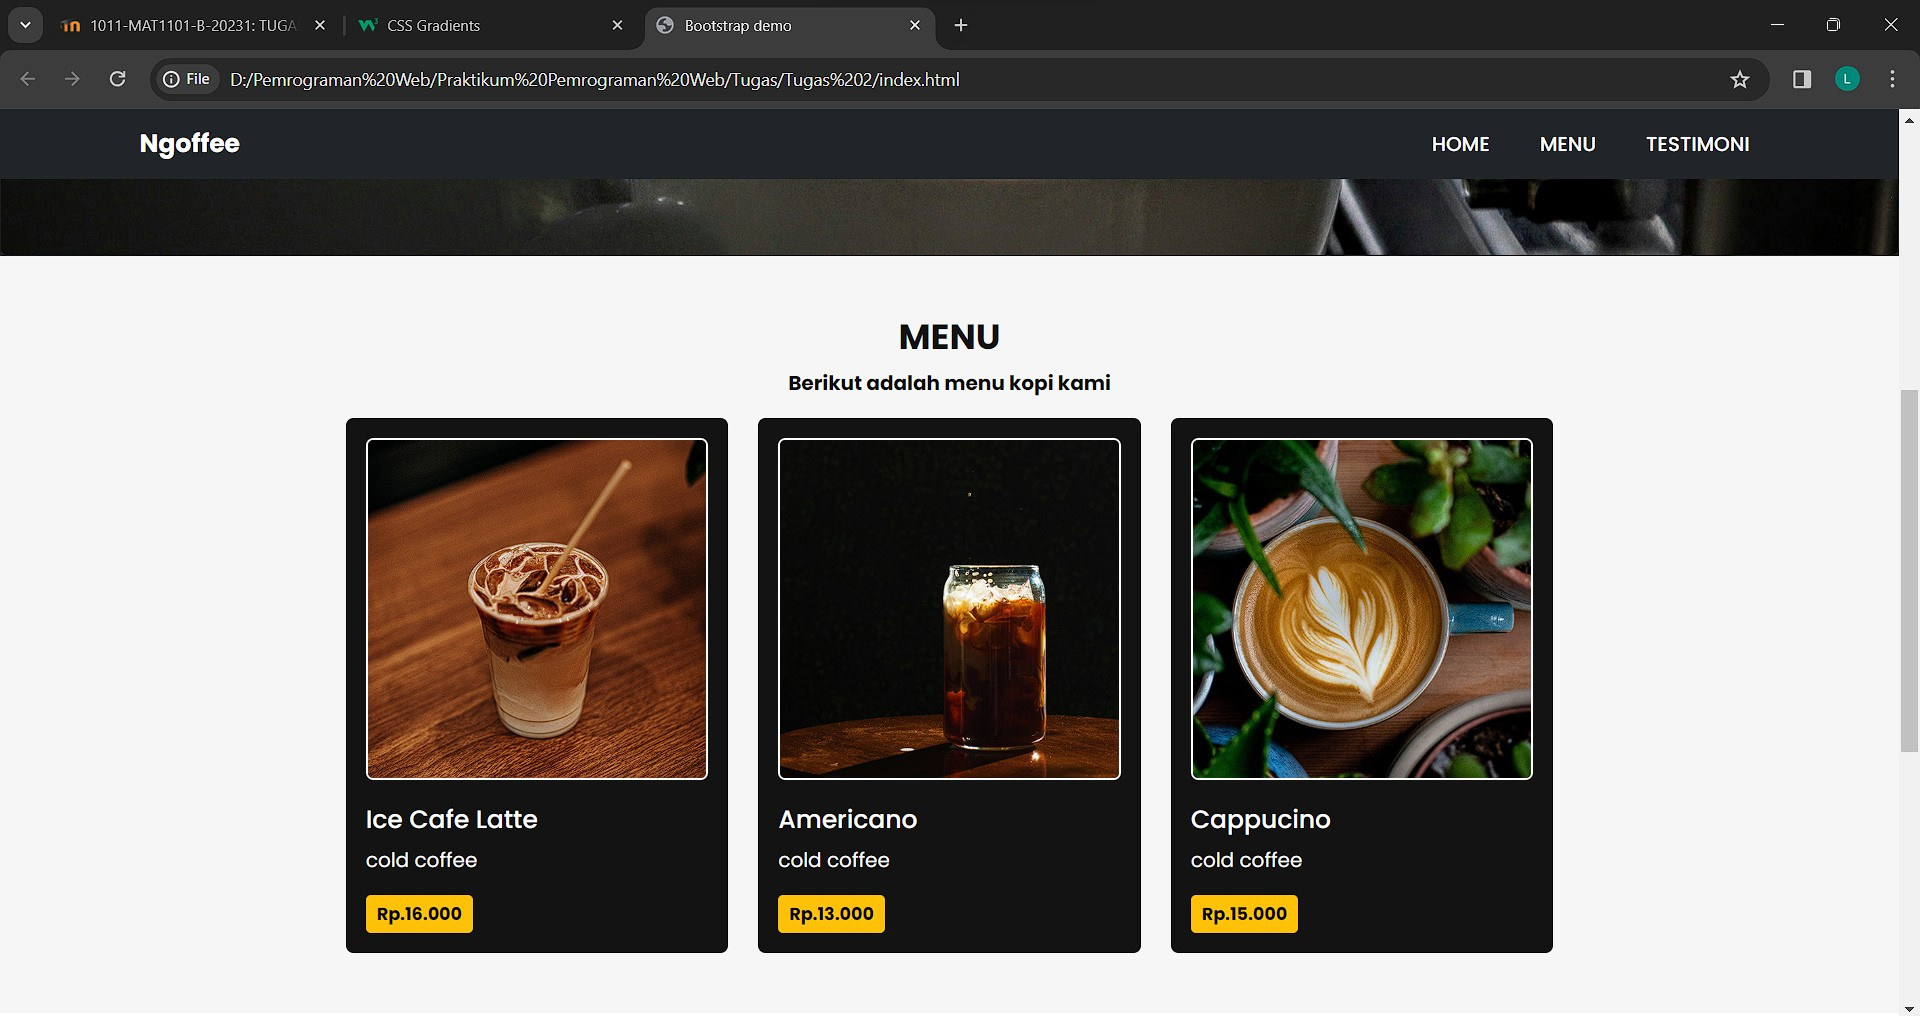 1011-MAT1101-B-20231: TUGA
CSS Gradients
Bootstrap demo
File
D:/Pemrograman%20Web/Praktikum%20Pemrograman%20Web/Tugas/Tugas%202/index.html
L
Ngoffee
HOME
MENU
TESTIMONI
MENU
Berikut adalah menu kopi kami
Ice Cafe Latte
cold coffee
Rp.16.000
Americano
cold coffee
Rp.13.000
Cappucino
cold coffee
Rp.15.000